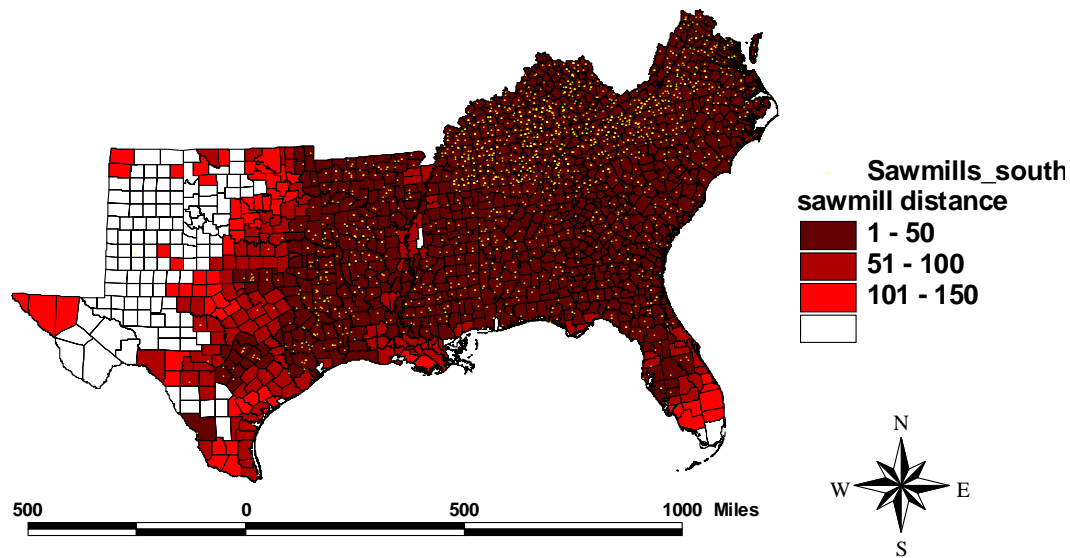 Sawmills_south
sawmill distance
1 - 50
51 - 100
101 - 150
N
W E
S
500 0 500 1000 Miles